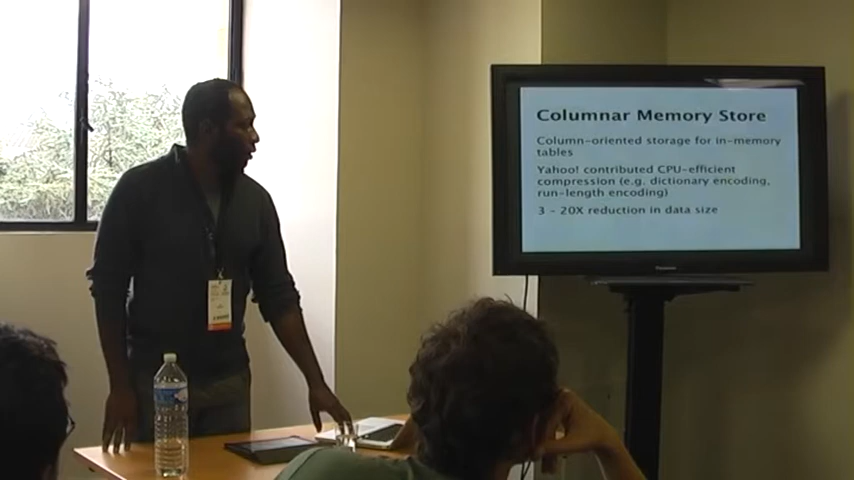 Columnar Memory Store
Column-oriented storage for in-memory
tables
Yahoo! contributed CPU-efficient
compression (e.g. dictionary encoding,
run-length encoding)
3 - 20X reduction in data size
Panasonic